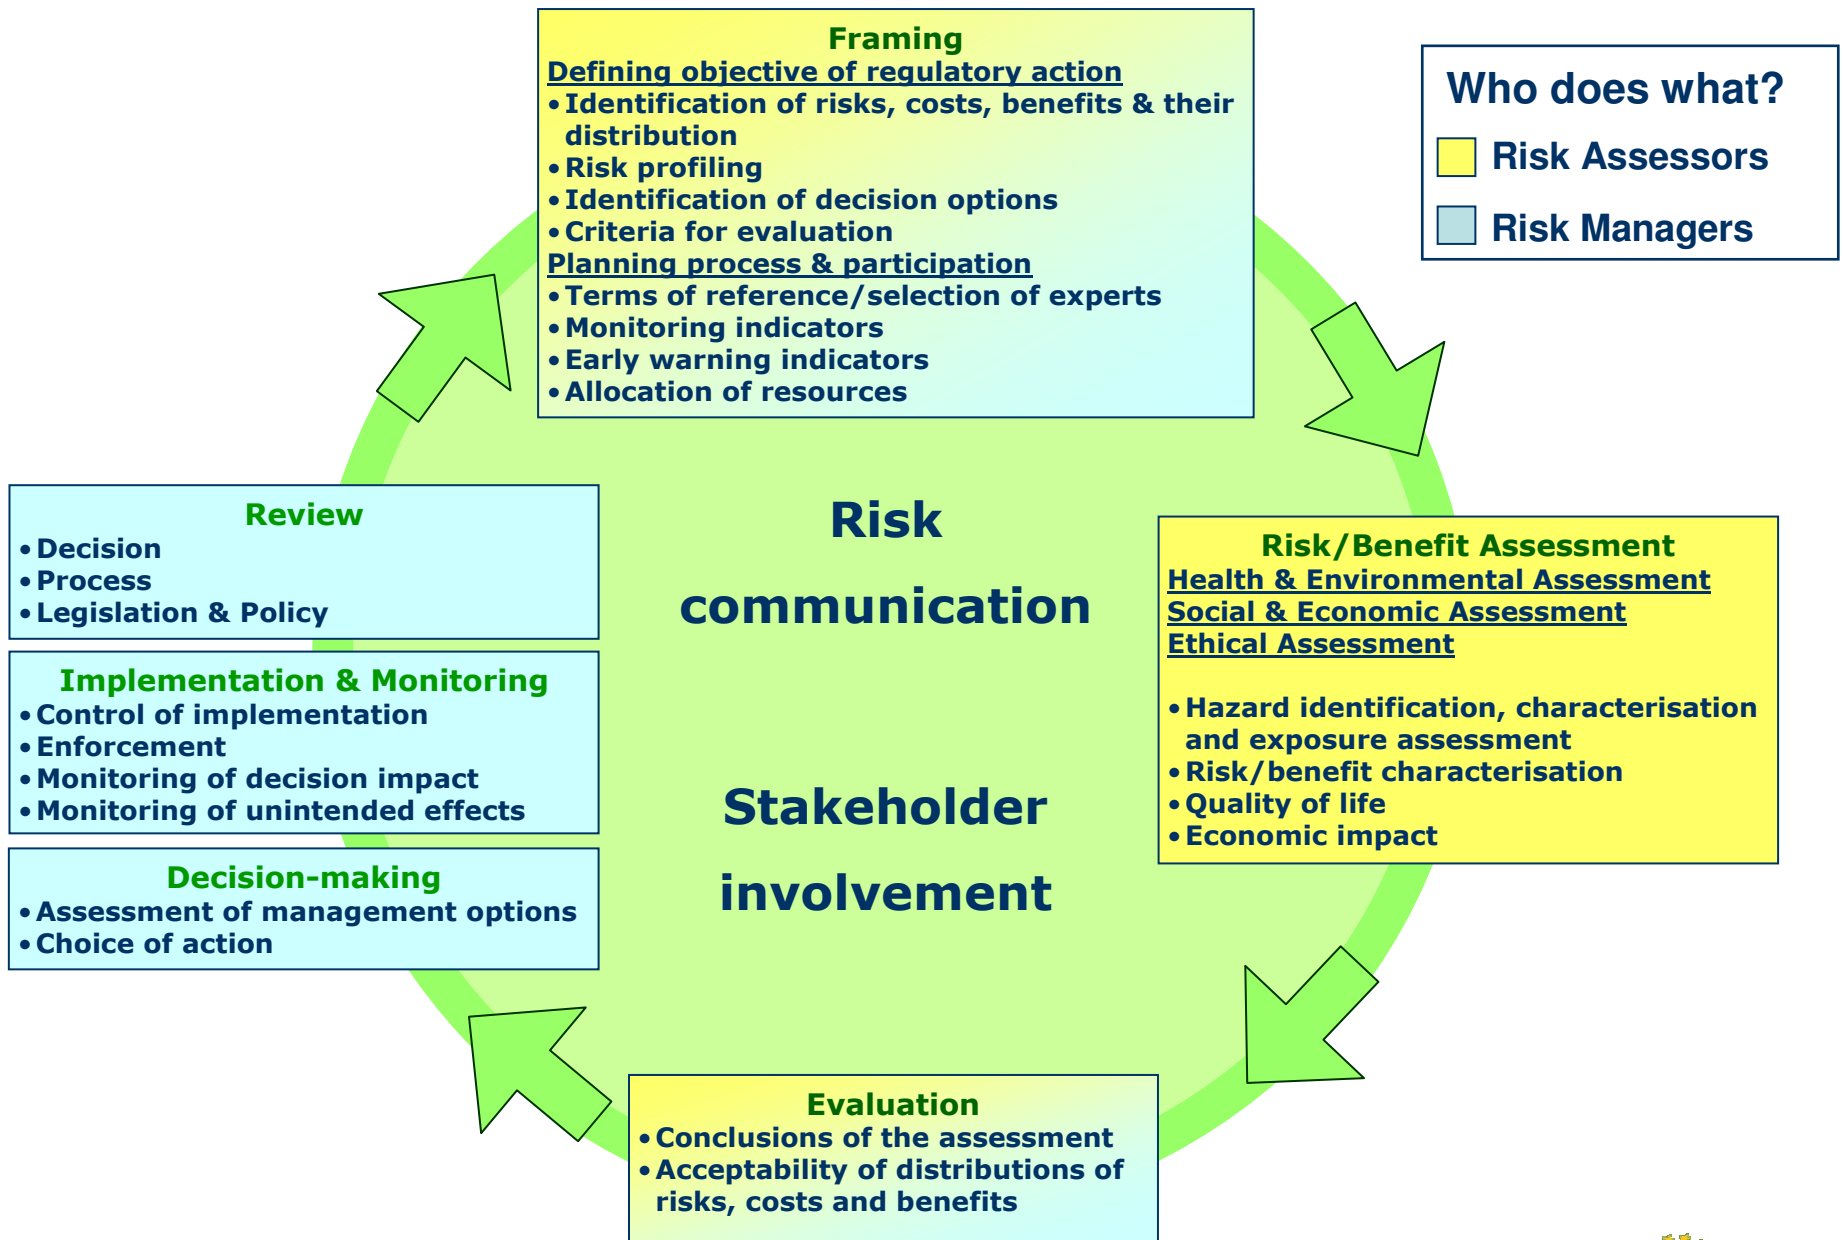 Framing
Defining objective of regulatory action
•Identification of risks, costs, benefits & their
distribution
•Risk profiling
•Identification of decision options
•Criteria for evaluation
Planning process & participation
•Terms of reference/selection of experts
•Monitoring indicators
•Early warning indicators
•Allocation of resources
Who does what?
Risk Assessors
Risk Managers
Review
•Decision
•Process
•Legislation & Policy
Implementation & Monitoring
•Control of implementation
•Enforcement
•Monitoring of decision impact
•Monitoring of unintended effects
Decision-making
•Assessment of management options
•Choice of action
Risk
communication
Stakeholder
involvement
Risk/Benefit Assessment
Health & Environmental Assessment
Social & Economic Assessment
Ethical Assessment
•Hazard identification, characterisation
and exposure assessment
•Risk/benefit characterisation
•Quality of life
•Economic impact
Evaluation
•Conclusions of the assessment
•Acceptability of distributions of
risks, costs and benefits